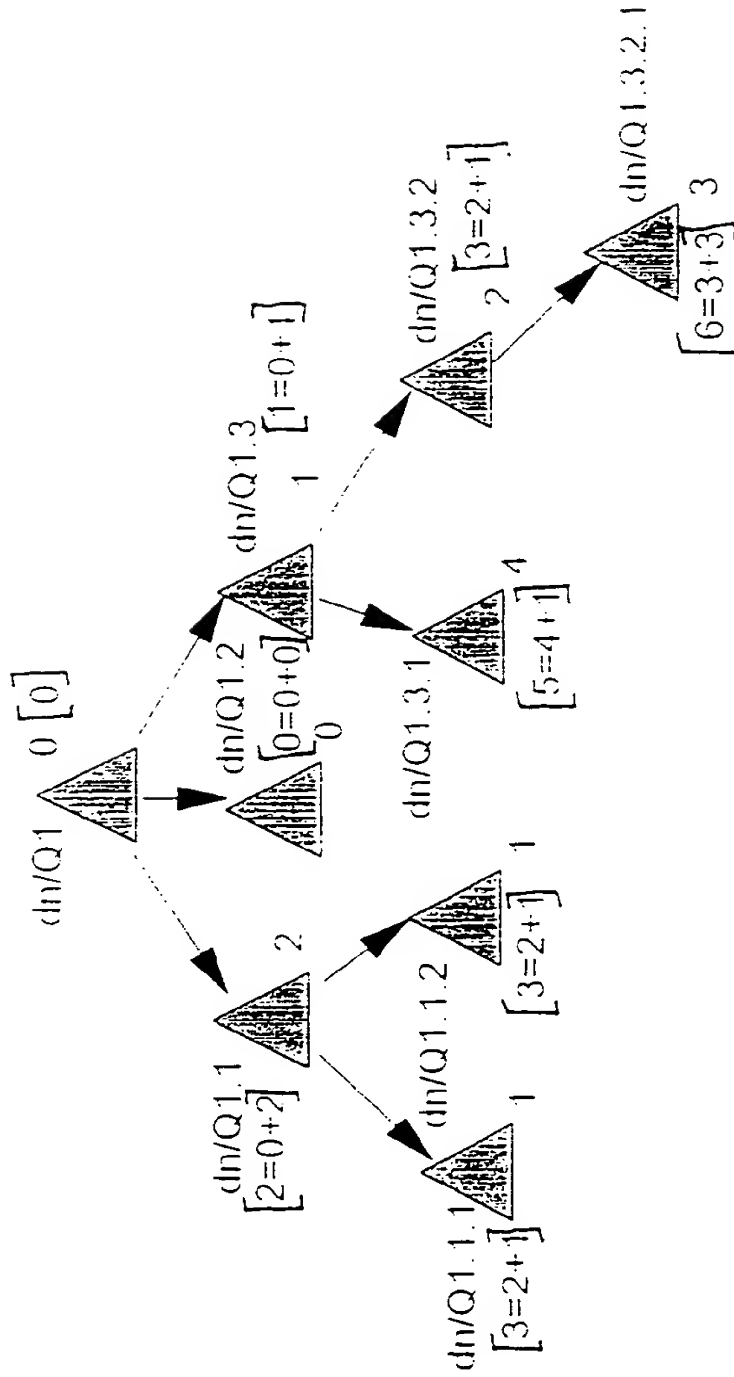 dn/Q1
0 [0]
dn/Q1.1
[2=0+2]
2
dn/Q1.2
[0=0+0]
0
dn/Q1.3
1
[1=0+1]
dn/Q1.1.1
[3=2+1]
1
dn/Q1.1.2
[3=2+1]
1
dn/Q1.3.1
[5=4+1]
4
dn/Q1.3.2
2
[3=2+1]
dn/Q1.3.2.1
[6=3+3]
3